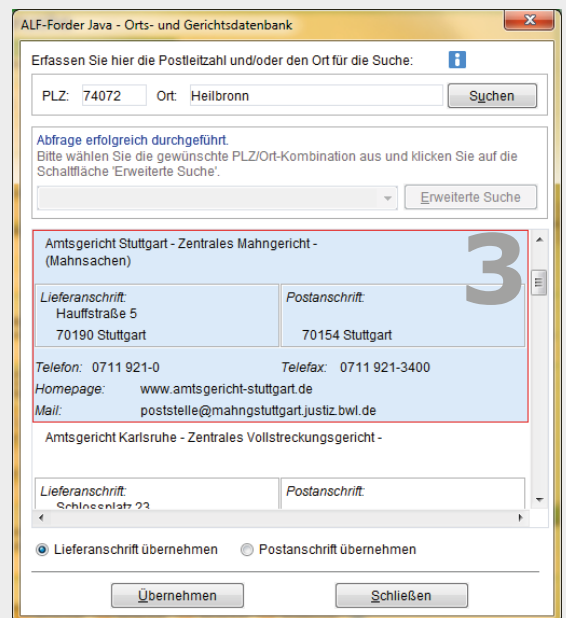 ALF-Forder Java - Orts- und Gerichtsdatenbank
Erfassen Sie hier die Postleitzahl und/oder den Ort für die Suche:
PLZ: 74072 Ort: Heilbronn Suchen
Abfrage erfolgreich durchgeführt.
Bitte wählen Sie die gewünschte PLZ/Ort-Kombination aus und klicken Sie auf die
Schaltfläche 'Erweiterte Suche'.
Erweiterte Suche
3
Amtsgericht Stuttgart - Zentrales Mahngericht -
(Mahnsachen)
Lieferanschrift: Postanschrift:
Hauffstraße 5
70190 Stuttgart 70154 Stuttgart
Telefon: 0711 921-0 Telefax: 0711 921-3400
Homepage: www.amtsgericht-stuttgart.de
Mail: poststelle@mahngstuttgart.justiz.bwl.de
Amtsgericht Karlsruhe - Zentrales Vollstreckungsgericht -
Lieferanschrift: Postanschrift:
Schlossplatz 23
Lieferanschrift übernehmen Postanschrift übernehmen
Übernehmen Schließen